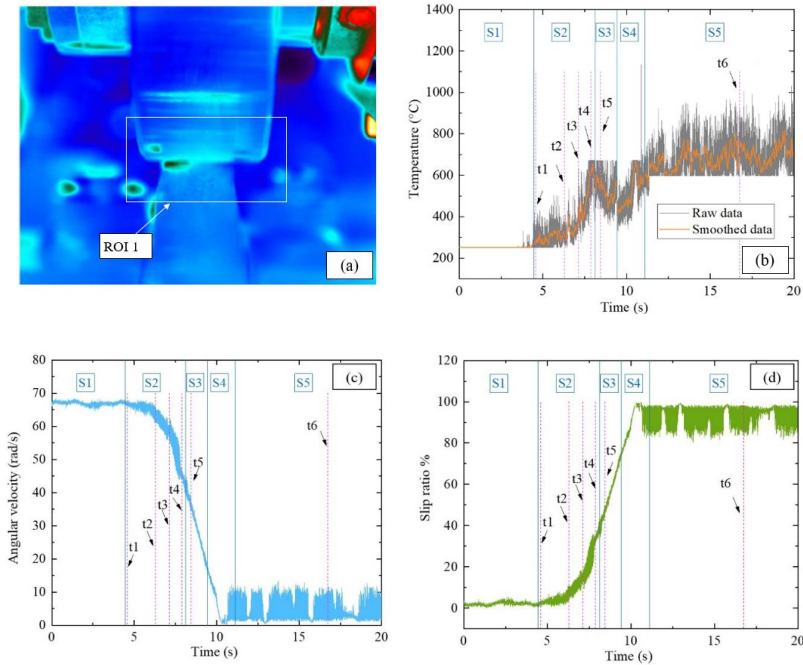 ROI 1
(a)
1400
1200
1000
800
600
400
200
Temperature (°C)
S1
S2
S3
S4
S5
t1
t2
t3
t4
t5
t6
Raw data
Smoothed data
(b)
0
5
10
15
20
Time (s)
80
70
60
50
40
30
20
10
0
Angular velocity (rad/s)
S1
S2
S3
S4
S5
(c)
t1
t2
t3
t4
t5
t6
0
5
10
15
20
Time (s)
120
100
80
60
40
20
0
Slip ratio %
S1
S2
S3
S4
S5
(d)
t1
t2
t3
t4
t5
t6
0
5
10
15
20
Time (s)